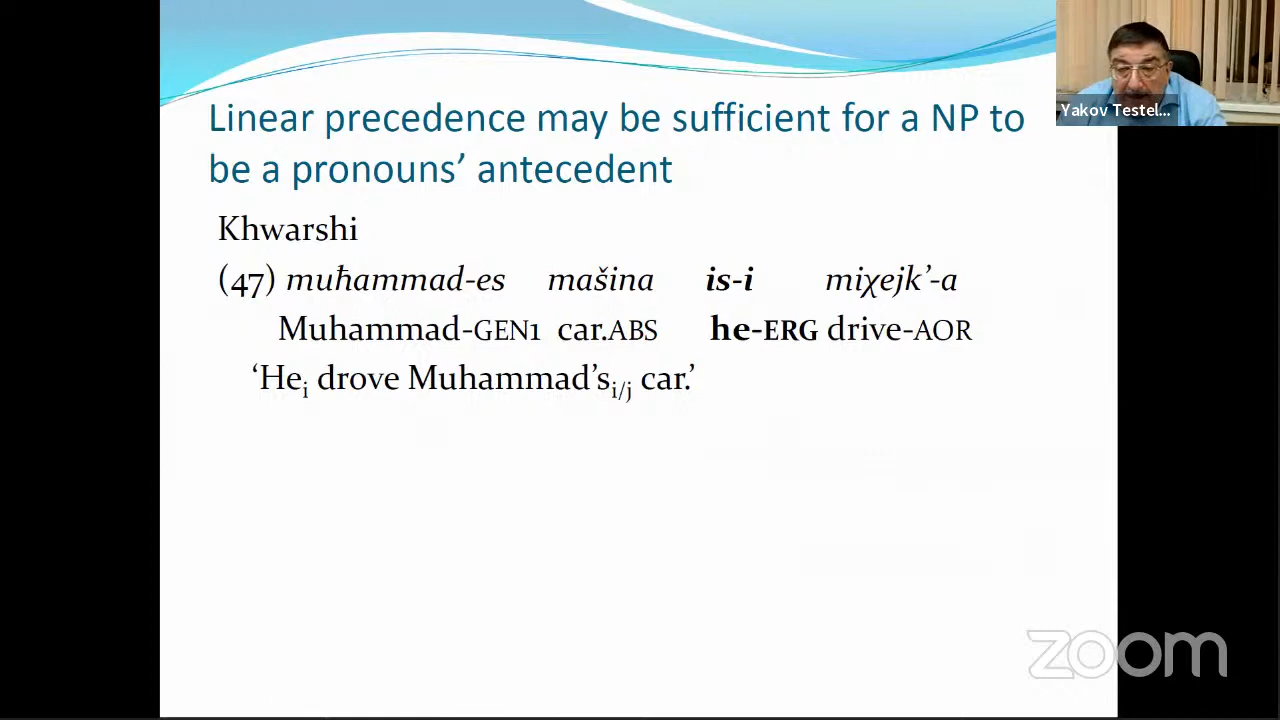 Linear precedence may be sufficient for a NP to
be a pronouns’ antecedent
Khwarshi
(47) muħammad-es mašina is-i miχejk’-a
Muhammad-GEN1 car.ABS he-ERG drive-AOR
‘Heᵢ drove Muhammad’sᵢ/ⱼ car.’
Yakov Testel...
zoom